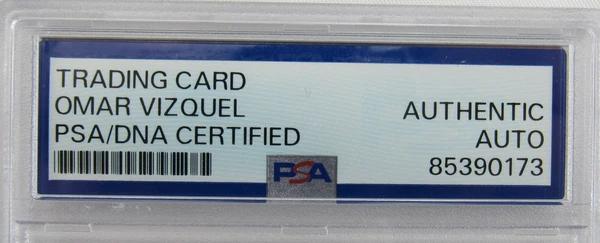 TRADING CARD
OMAR VIZQUEL
PSA/DNA CERTIFIED
AUTHENTIC
AUTO
85390173
PSA